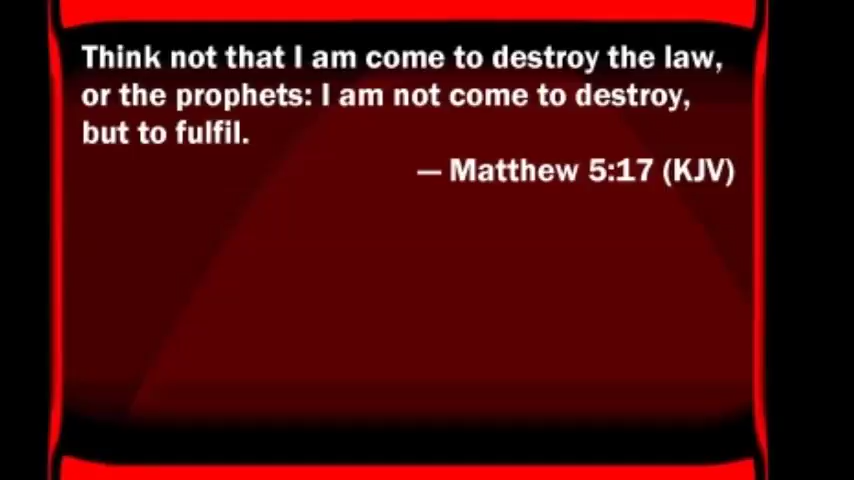 Think not that I am come to destroy the law,
or the prophets: I am not come to destroy,
but to fulfil.
— Matthew 5:17 (KJV)